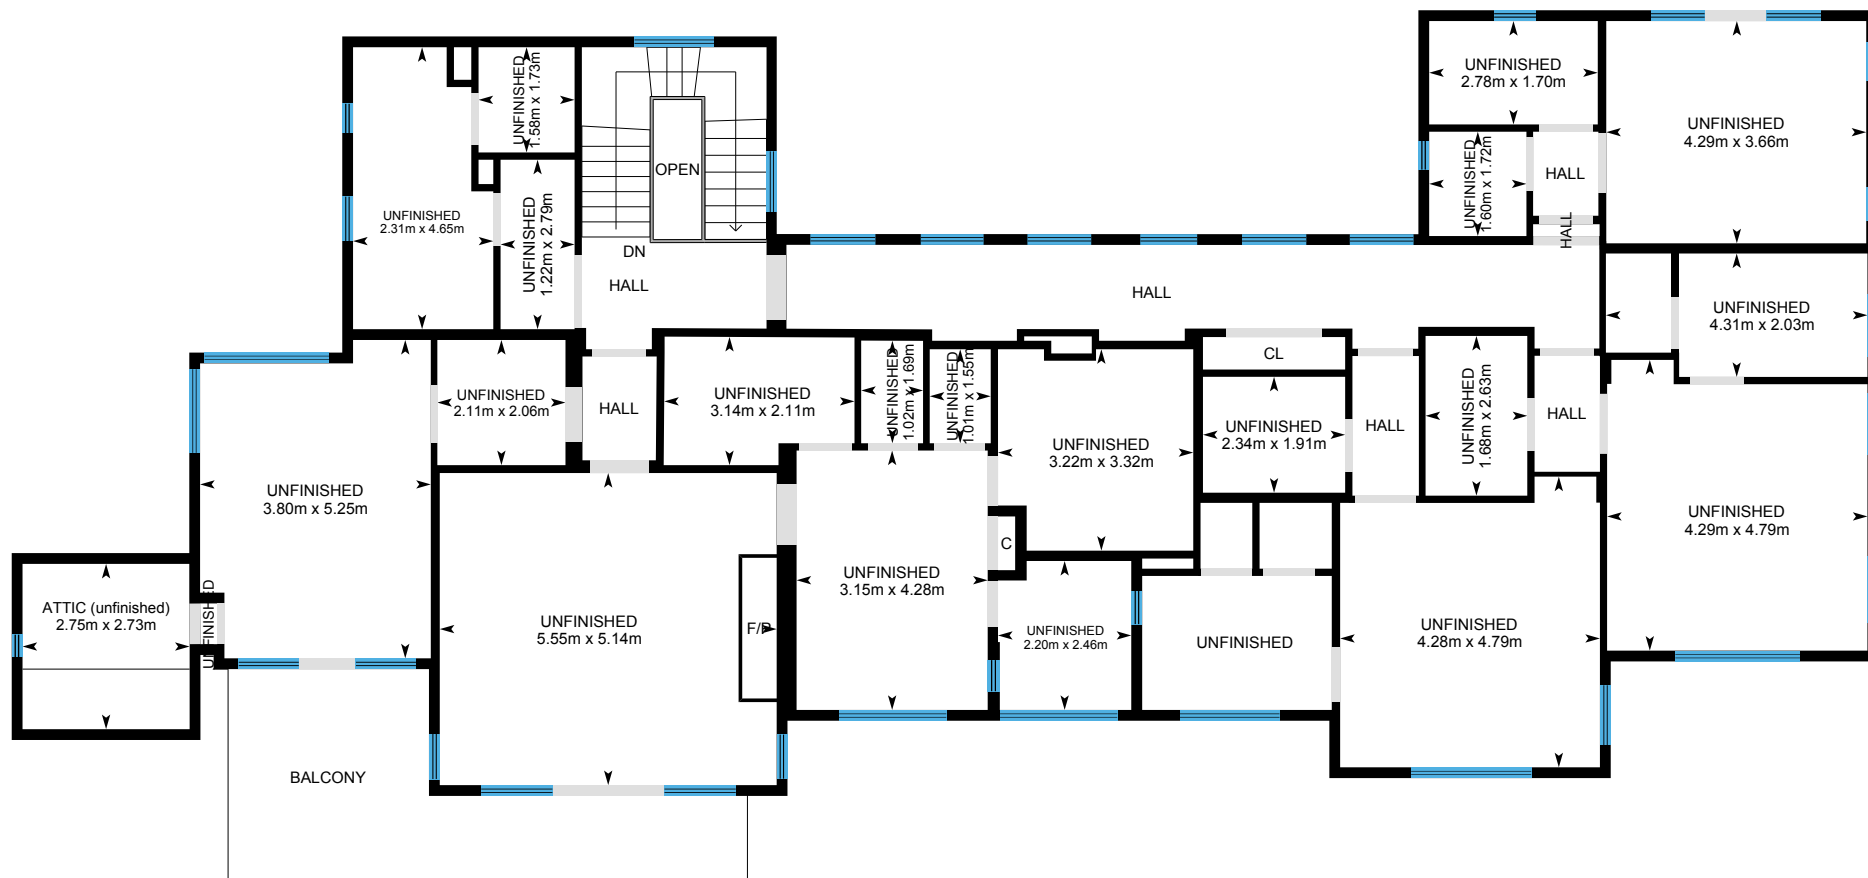 UNFINISHED
2.78m x 1.70m
UNFINISHED
1.58m x 1.73m
UNFINISHED
4.29m x 3.66m
OPEN
HALL
UNFINISHED
1.60m x 1.72m
UNFINISHED
2.31m x 4.65m
UNFINISHED
1.22m x 2.79m
DN
HALL
HALL
HALL
UNFINISHED
4.31m x 2.03m
CL
UNFINISHED
2.11m x 2.06m
HALL
UNFINISHED
3.14m x 2.11m
UNFINISHED
1.02m x 1.69m
UNFINISHED
1.01m x 1.55m
UNFINISHED
3.22m x 3.32m
UNFINISHED
2.34m x 1.91m
HALL
UNFINISHED
1.68m x 2.63m
HALL
UNFINISHED
3.80m x 5.25m
UNFINISHED
4.29m x 4.79m
C
ATTIC (unfinished)
2.75m x 2.73m
UNFINISHED
UNFINISHED
5.55m x 5.14m
F/P
UNFINISHED
3.15m x 4.28m
UNFINISHED
2.20m x 2.46m
UNFINISHED
UNFINISHED
4.28m x 4.79m
BALCONY